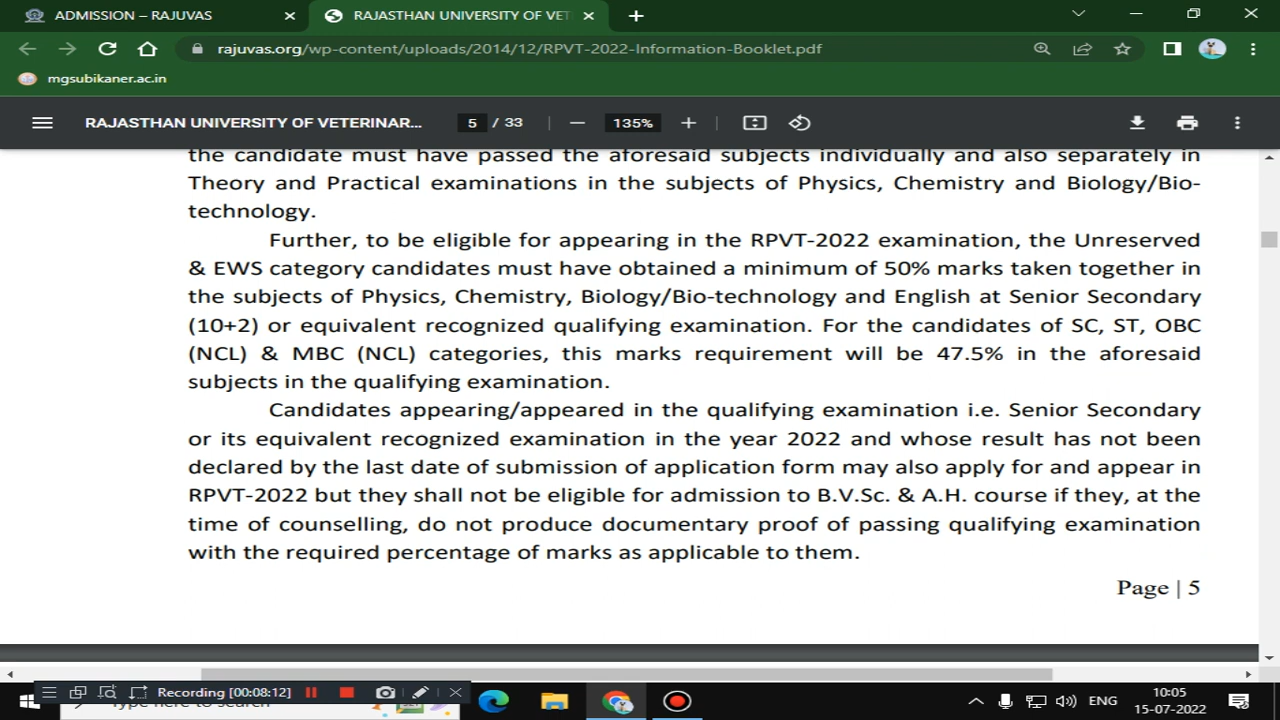 ADMISSION – RAJUVAS
RAJASTHAN UNIVERSITY OF VET
rajuvas.org/wp-content/uploads/2014/12/RPVT-2022-Information-Booklet.pdf
mgsubikaner.ac.in
RAJASTHAN UNIVERSITY OF VETERINAR... 5 / 33 135%
the candidate must have passed the aforesaid subjects individually and also separately in
Theory and Practical examinations in the subjects of Physics, Chemistry and Biology/Bio-
technology.
Further, to be eligible for appearing in the RPVT-2022 examination, the Unreserved
& EWS category candidates must have obtained a minimum of 50% marks taken together in
the subjects of Physics, Chemistry, Biology/Bio-technology and English at Senior Secondary
(10+2) or equivalent recognized qualifying examination. For the candidates of SC, ST, OBC
(NCL) & MBC (NCL) categories, this marks requirement will be 47.5% in the aforesaid
subjects in the qualifying examination.
Candidates appearing/appeared in the qualifying examination i.e. Senior Secondary
or its equivalent recognized examination in the year 2022 and whose result has not been
declared by the last date of submission of application form may also apply for and appear in
RPVT-2022 but they shall not be eligible for admission to B.V.Sc. & A.H. course if they, at the
time of counselling, do not produce documentary proof of passing qualifying examination
with the required percentage of marks as applicable to them.
Page | 5
Recording [00:08:12]
Type here to search
ENG
10:05
15-07-2022